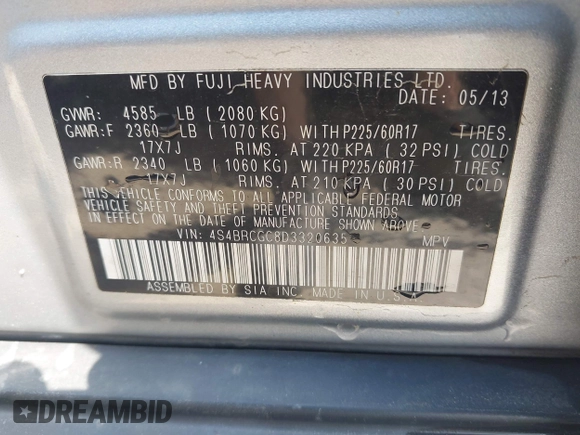 MFD BY FUJI HEAVY INDUSTRIES LTD.
DATE: 05/13
GVWR: 4585 LB ( 2080 KG)
GAWR:F 2360 LB ( 1070 KG) WITH P225/60R17 TIRES.
17X7J RIMS. AT 220 KPA ( 32 PSI) COLD
GAWR:R 2340 LB ( 1060 KG) WITH P225/60R17 TIRES.
17X7J RIMS. AT 210 KPA ( 30 PSI) COLD
THIS VEHICLE CONFORMS TO ALL APPLICABLE FEDERAL MOTOR
VEHICLE SAFETY AND THEFT PREVENTION STANDARDS
IN EFFECT ON THE DATE OF MANUFACTURE SHOWN ABOVE.
VIN: 4S4BRCGC8D3320635 MPV
ASSEMBLED BY SIA INC. MADE IN U.S.A
DREAMBID